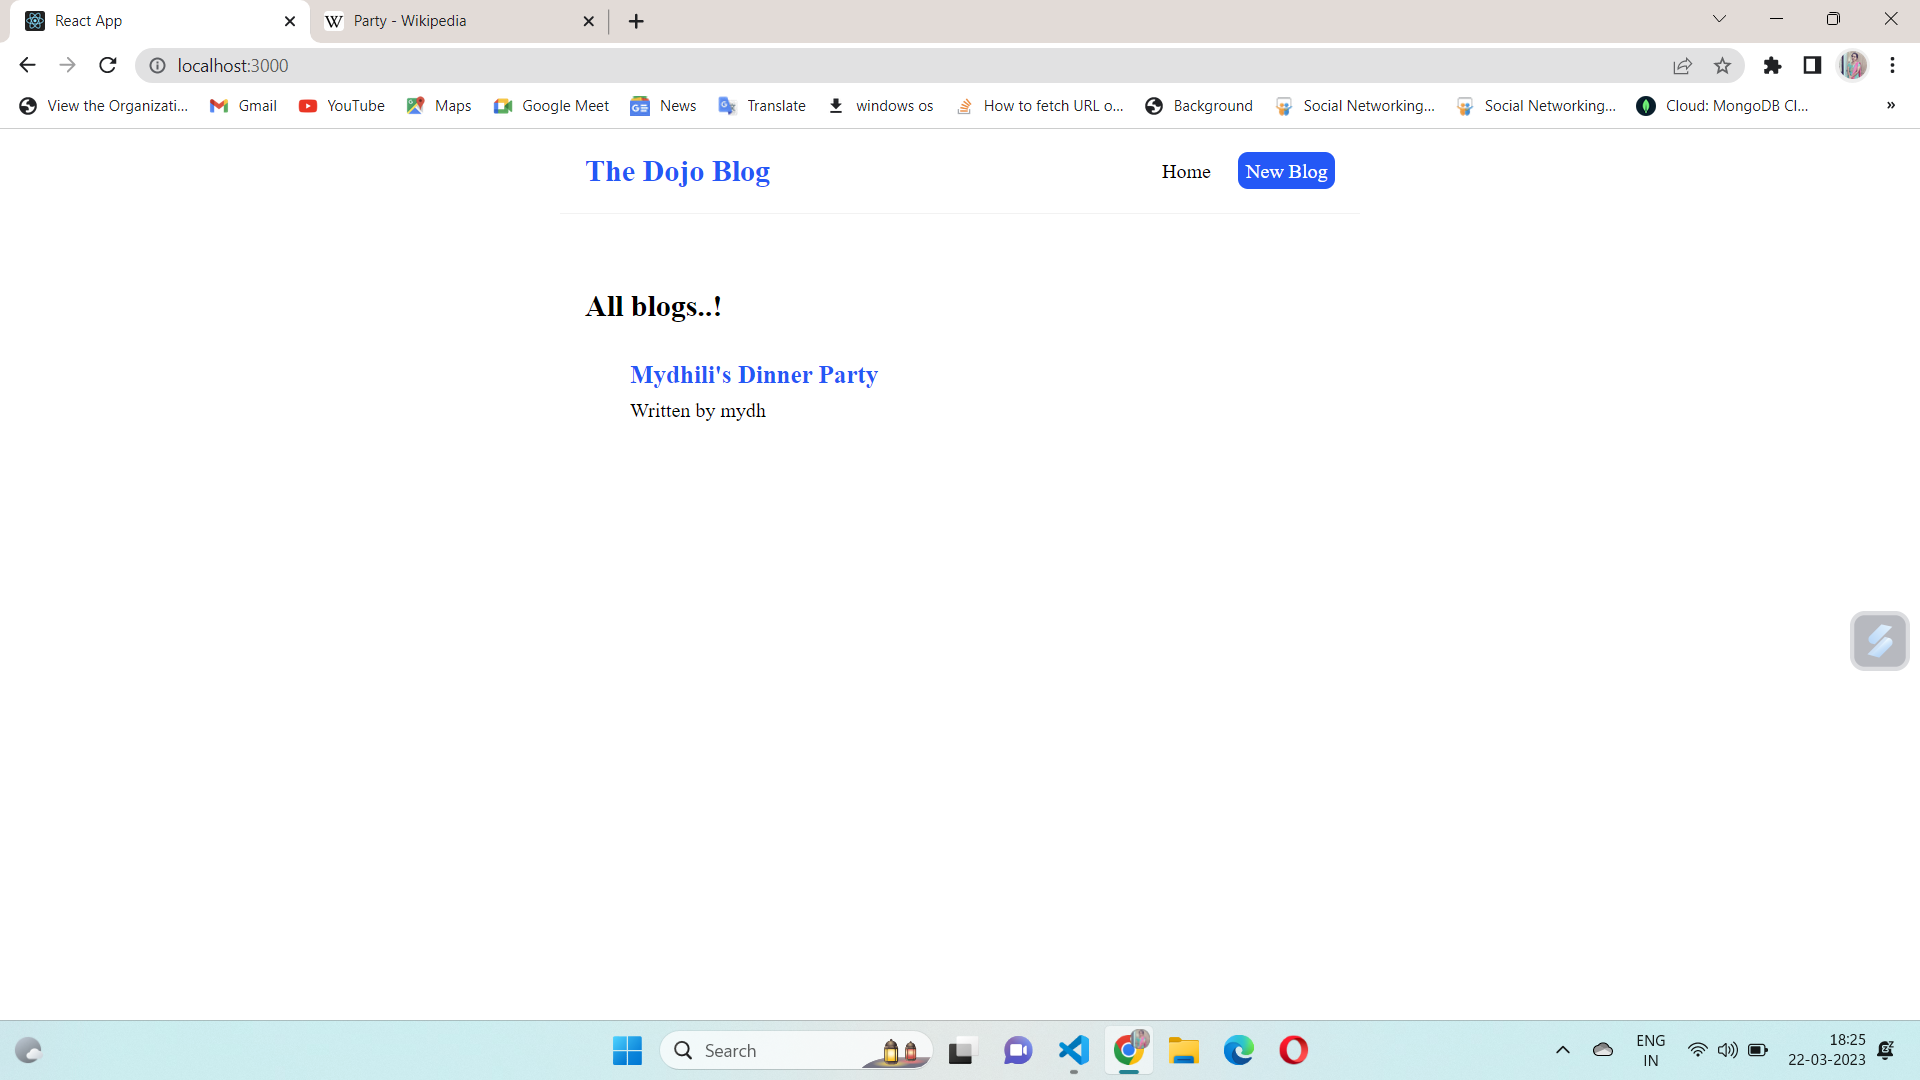 React App
W Party - Wikipedia
localhost:3000
View the Organizati... Gmail YouTube Maps Google Meet GE News Translate windows os How to fetch URL o... Background Social Networking... Social Networking... Cloud: MongoDB Cl... »
The Dojo Blog Home New Blog
All blogs..!
Mydhili's Dinner Party
Written by mydh
Search
ENG
IN
18:25
22-03-2023